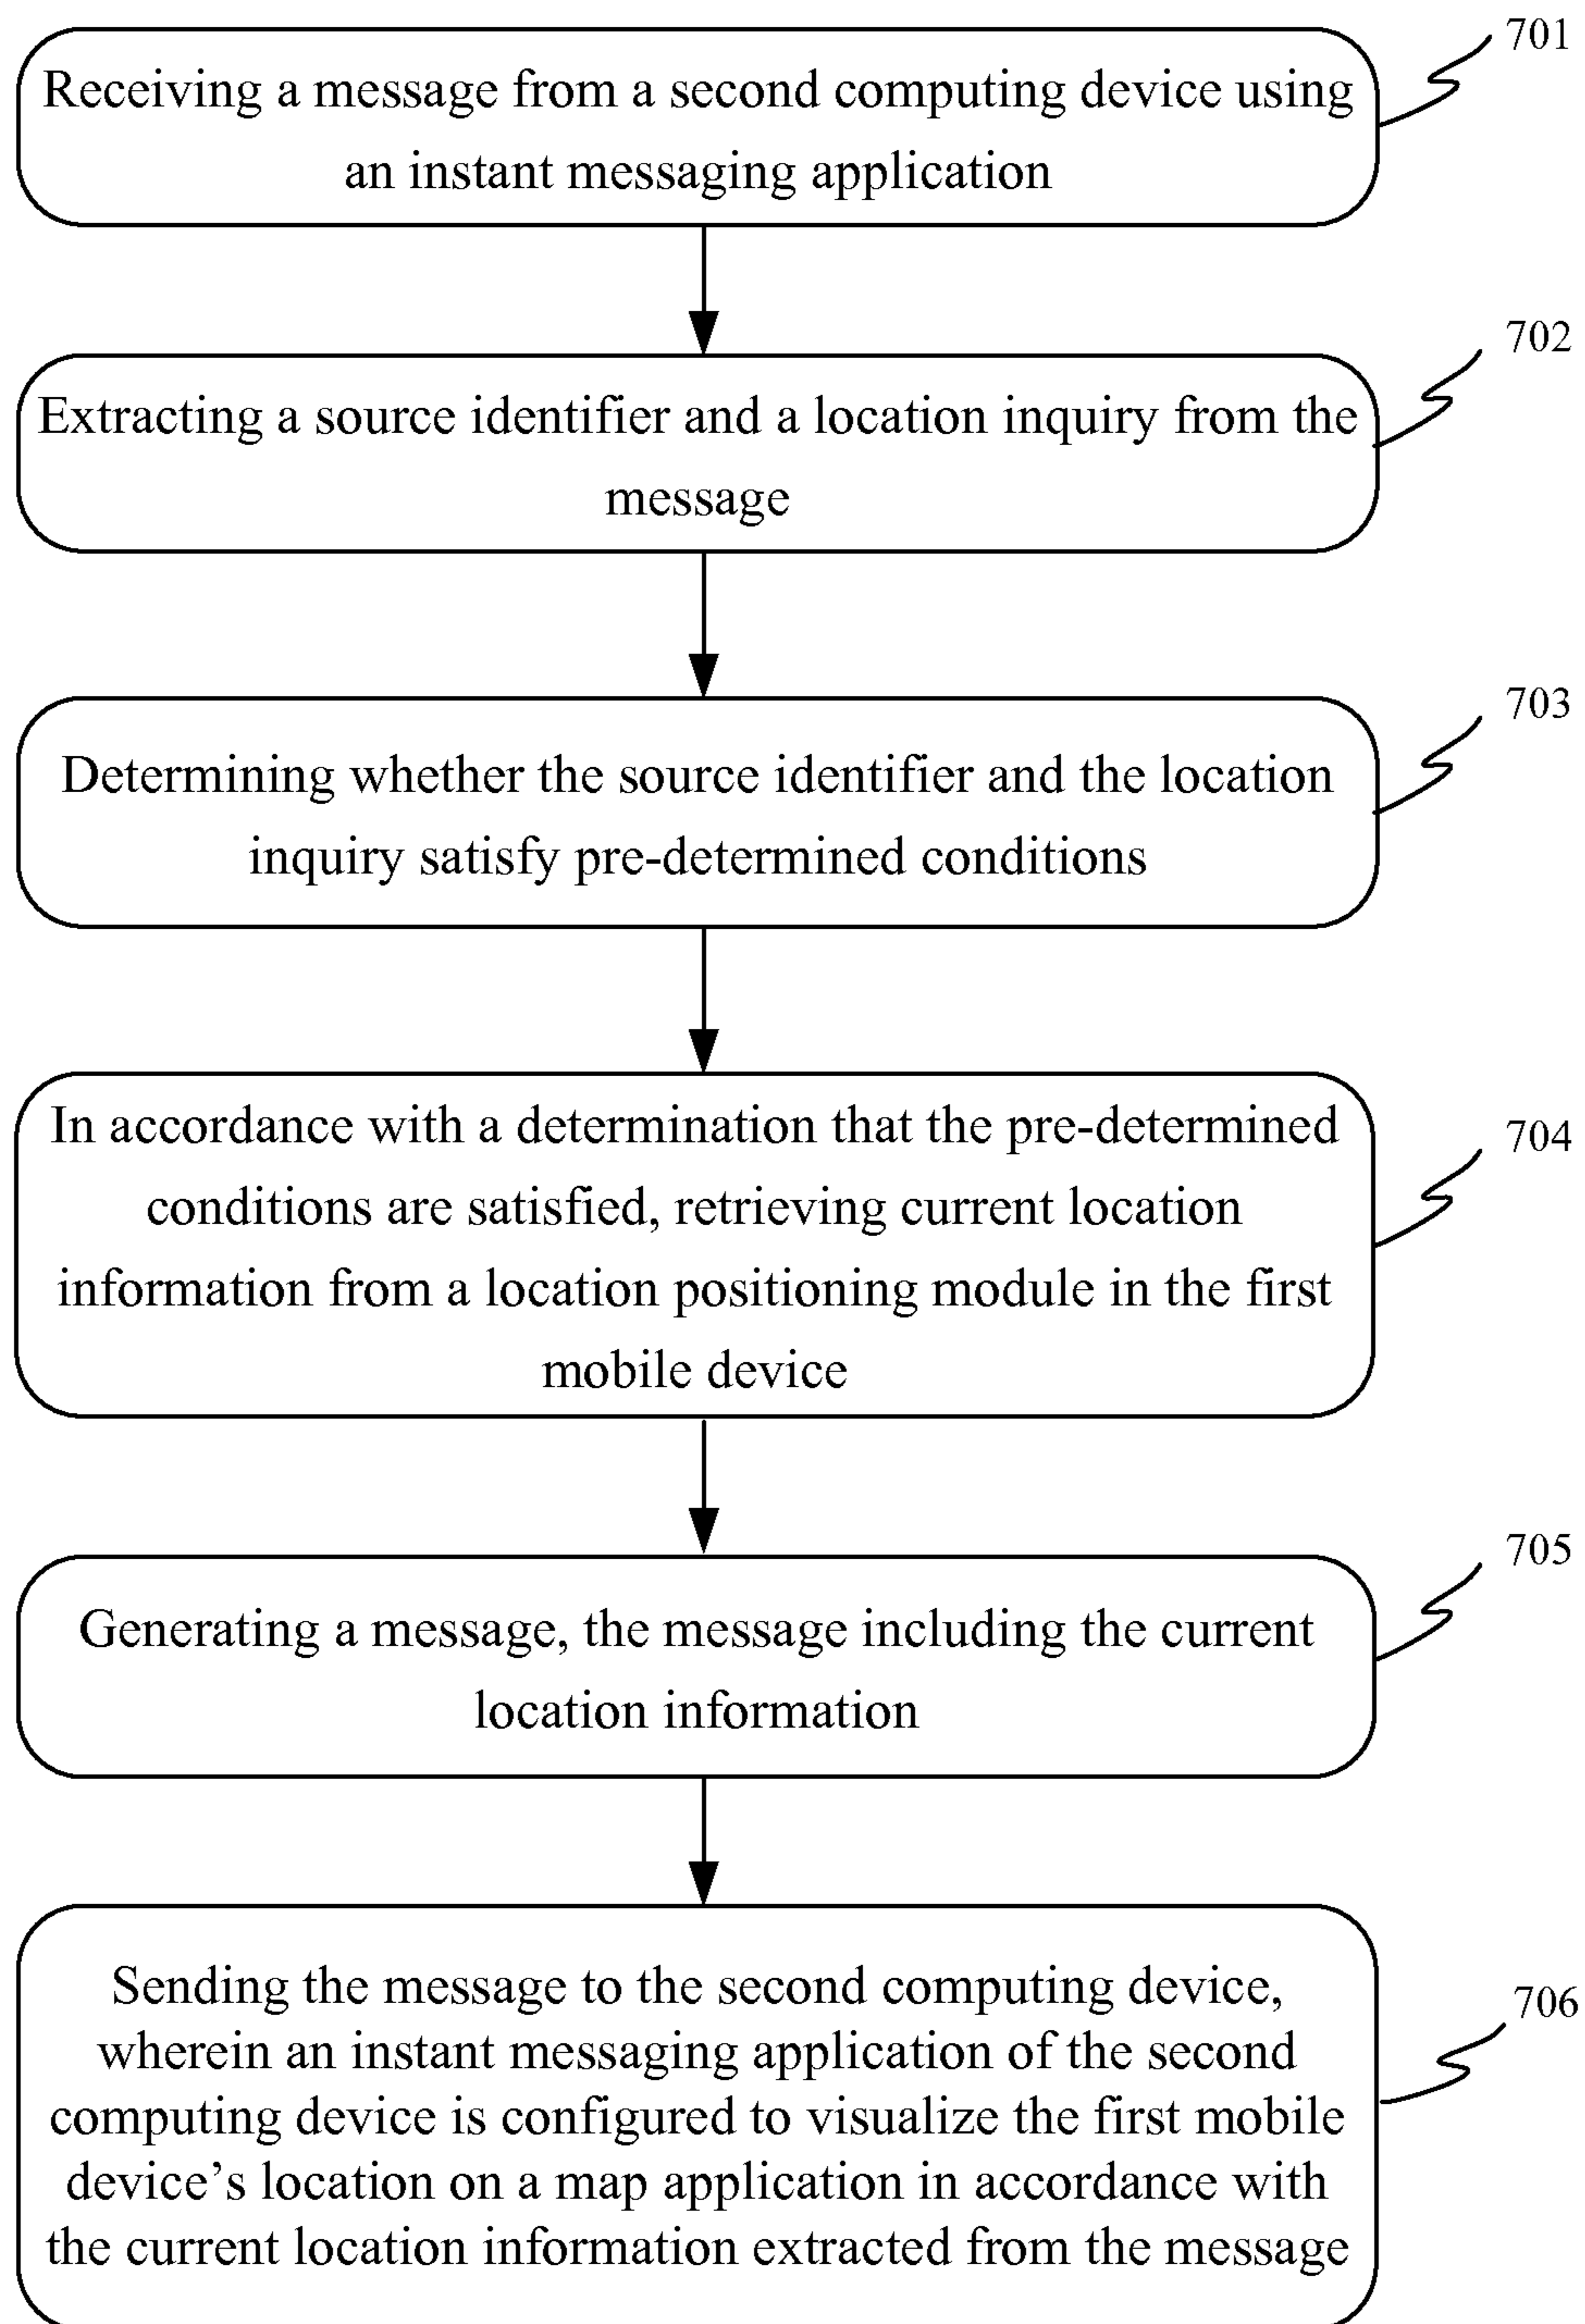 701
Receiving a message from a second computing device using
an instant messaging application
702
Extracting a source identifier and a location inquiry from the
message
703
Determining whether the source identifier and the location
inquiry satisfy pre-determined conditions
704
In accordance with a determination that the pre-determined
conditions are satisfied, retrieving current location
information from a location positioning module in the first
mobile device
705
Generating a message, the message including the current
location information
706
Sending the message to the second computing device,
wherein an instant messaging application of the second
computing device is configured to visualize the first mobile
device’s location on a map application in accordance with
the current location information extracted from the message